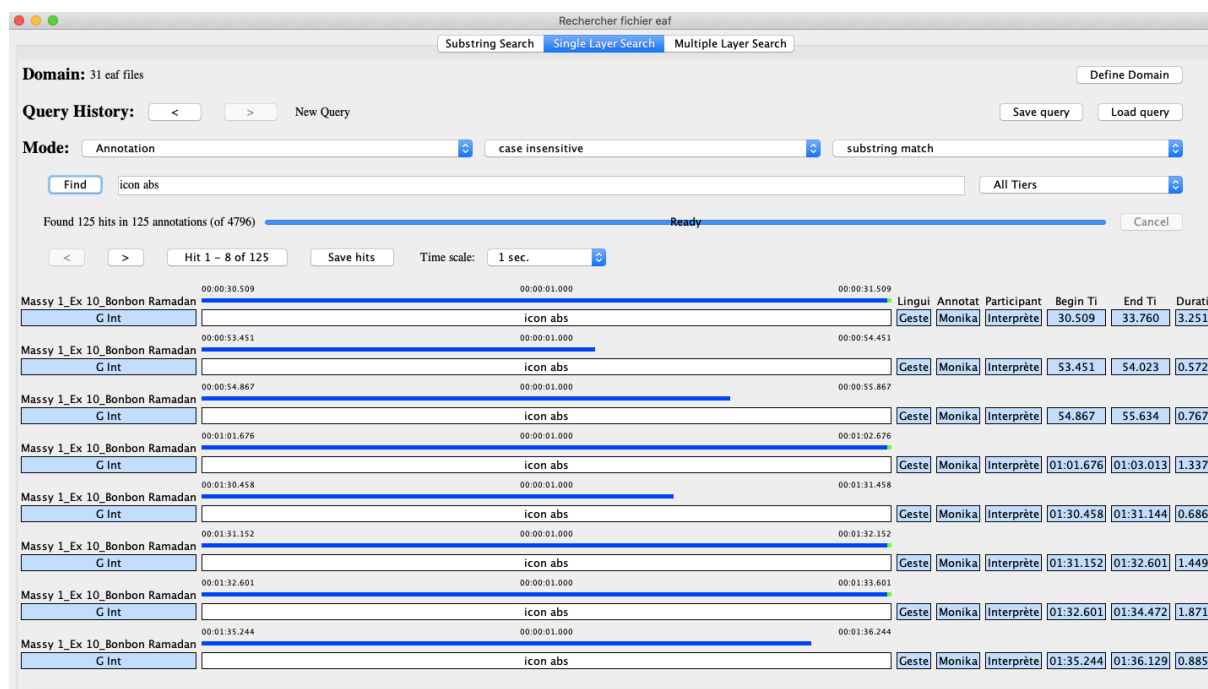 Rechercher fichier eaf
Substring Search Single Layer Search Multiple Layer Search
Domain: 31 eaf files Define Domain
Query History: < > New Query Save query Load query
Mode: Annotation case insensitive substring match
Find icon abs All Tiers
Found 125 hits in 125 annotations (of 4796) Ready Cancel
< > Hit 1 – 8 of 125 Save hits Time scale: 1 sec.
00:00:30.509 00:00:01.000 00:00:31.509
Massy 1_Ex 10_Bonbon Ramadan Lingui Annotat Participant Begin Ti End Ti Durati
G Int icon abs Geste Monika Interprète 30.509 33.760 3.251
00:00:53.451 00:00:01.000 00:00:54.451
Massy 1_Ex 10_Bonbon Ramadan
G Int icon abs Geste Monika Interprète 53.451 54.023 0.572
00:00:54.867 00:00:01.000 00:00:55.867
Massy 1_Ex 10_Bonbon Ramadan
G Int icon abs Geste Monika Interprète 54.867 55.634 0.767
00:01:01.676 00:00:01.000 00:01:02.676
Massy 1_Ex 10_Bonbon Ramadan
G Int icon abs Geste Monika Interprète 01:01.676 01:03.013 1.337
00:01:30.458 00:00:01.000 00:01:31.458
Massy 1_Ex 10_Bonbon Ramadan
G Int icon abs Geste Monika Interprète 01:30.458 01:31.144 0.686
00:01:31.152 00:00:01.000 00:01:32.152
Massy 1_Ex 10_Bonbon Ramadan
G Int icon abs Geste Monika Interprète 01:31.152 01:32.601 1.449
00:01:32.601 00:00:01.000 00:01:33.601
Massy 1_Ex 10_Bonbon Ramadan
G Int icon abs Geste Monika Interprète 01:32.601 01:34.472 1.871
00:01:35.244 00:00:01.000 00:01:36.244
Massy 1_Ex 10_Bonbon Ramadan
G Int icon abs Geste Monika Interprète 01:35.244 01:36.129 0.885